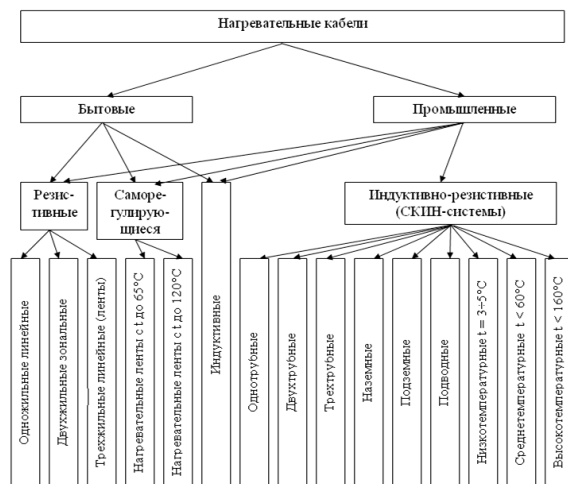 Нагревательные кабели
Бытовые
Промышленные
Резис-
тивные
Саморе-
гулирую-
щиеся
Индуктивно-резистивные
(СКИН-системы)
Одножильные линейные
Двухжильные зональные
Трехжильные линейные (ленты)
Нагревательные ленты с t до 65°С
Нагревательные ленты с t до 120°С
Индуктивные
Однотрубные
Двухтрубные
Трехтрубные
Наземные
Подземные
Подводные
Низкотемпературные t = 3÷5°С
Среднетемпературные t < 60°С
Высокотемпературные t < 160°С